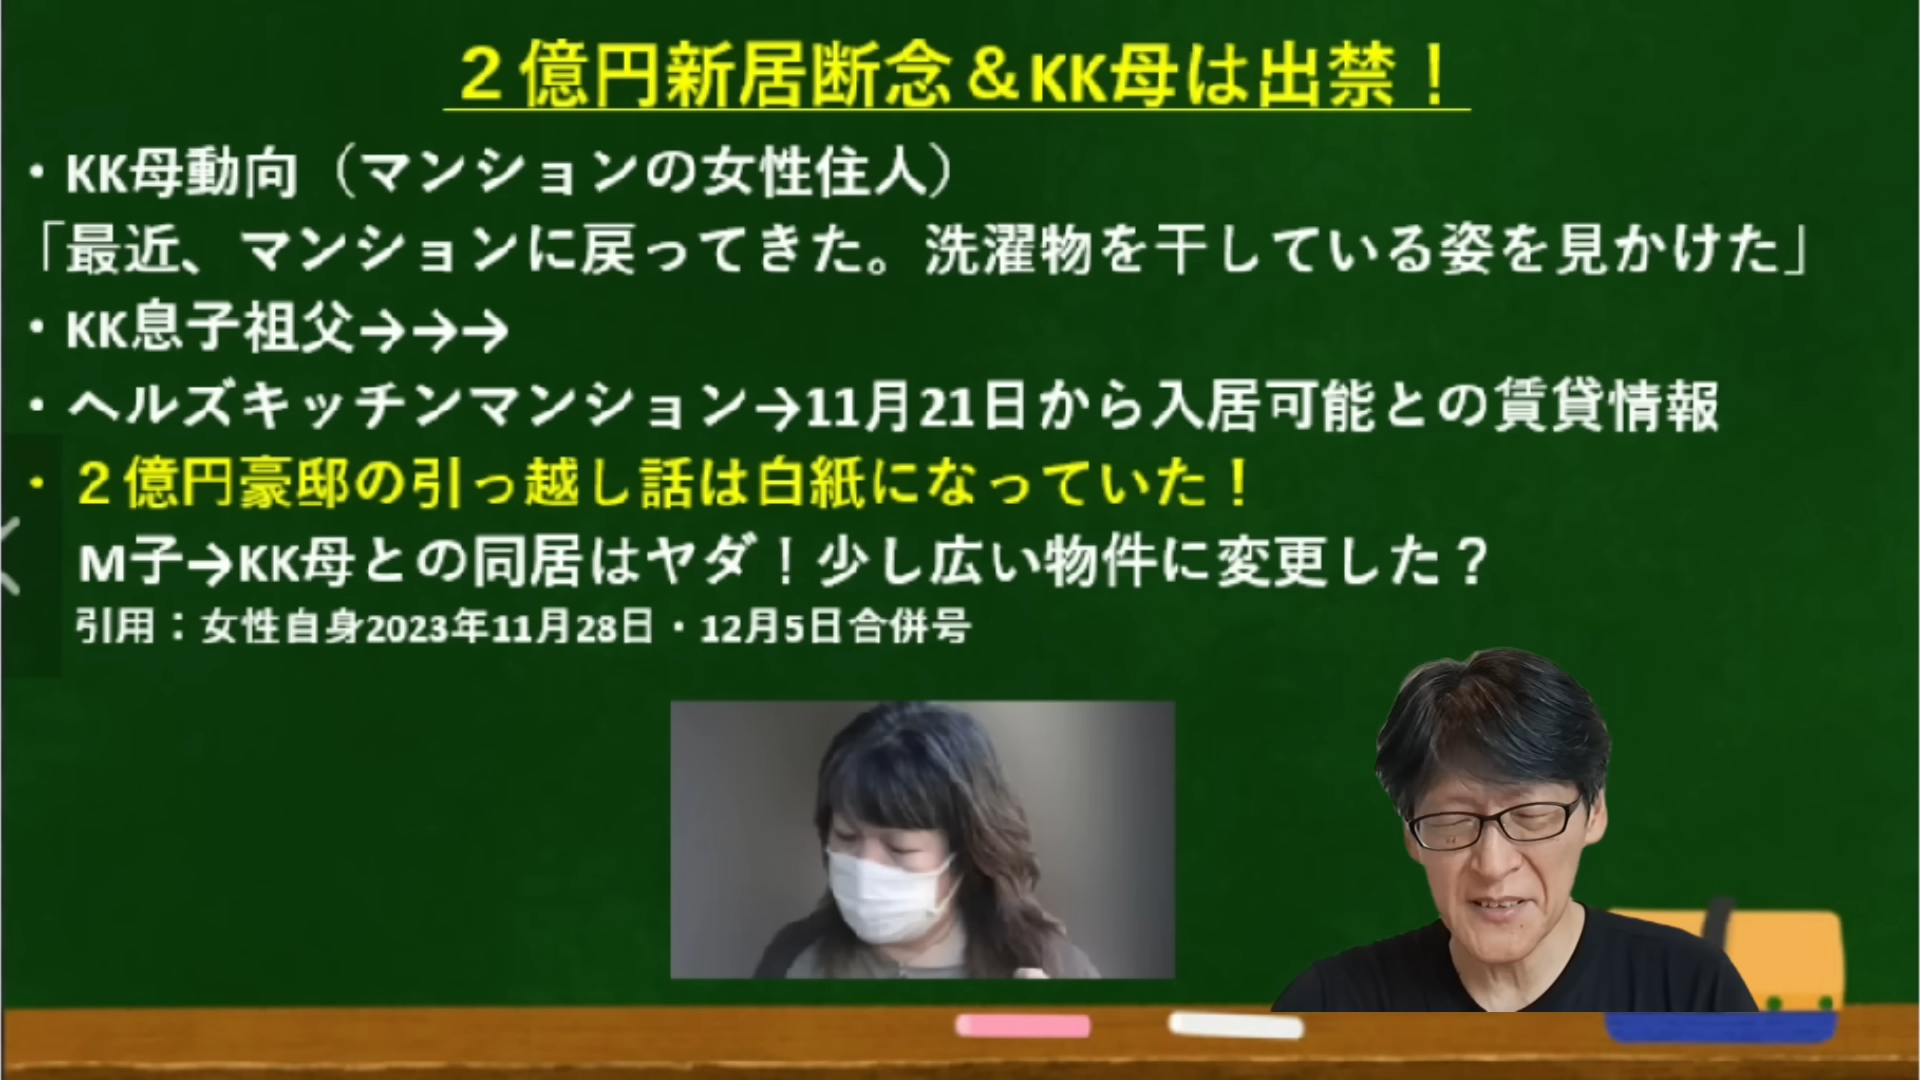 ２億円新居断念＆KK母は出禁！
・KK母動向（マンションの女性住人）
「最近、マンションに戻ってきた。洗濯物を干している姿を見かけた」
・KK息子祖父→→→
・ヘルズキッチンマンション→11月21日から入居可能との賃貸情報
・２億円豪邸の引っ越し話は白紙になっていた！
M子→KK母との同居はヤダ！少し広い物件に変更した？
引用：女性自身2023年11月28日・12月5日合併号